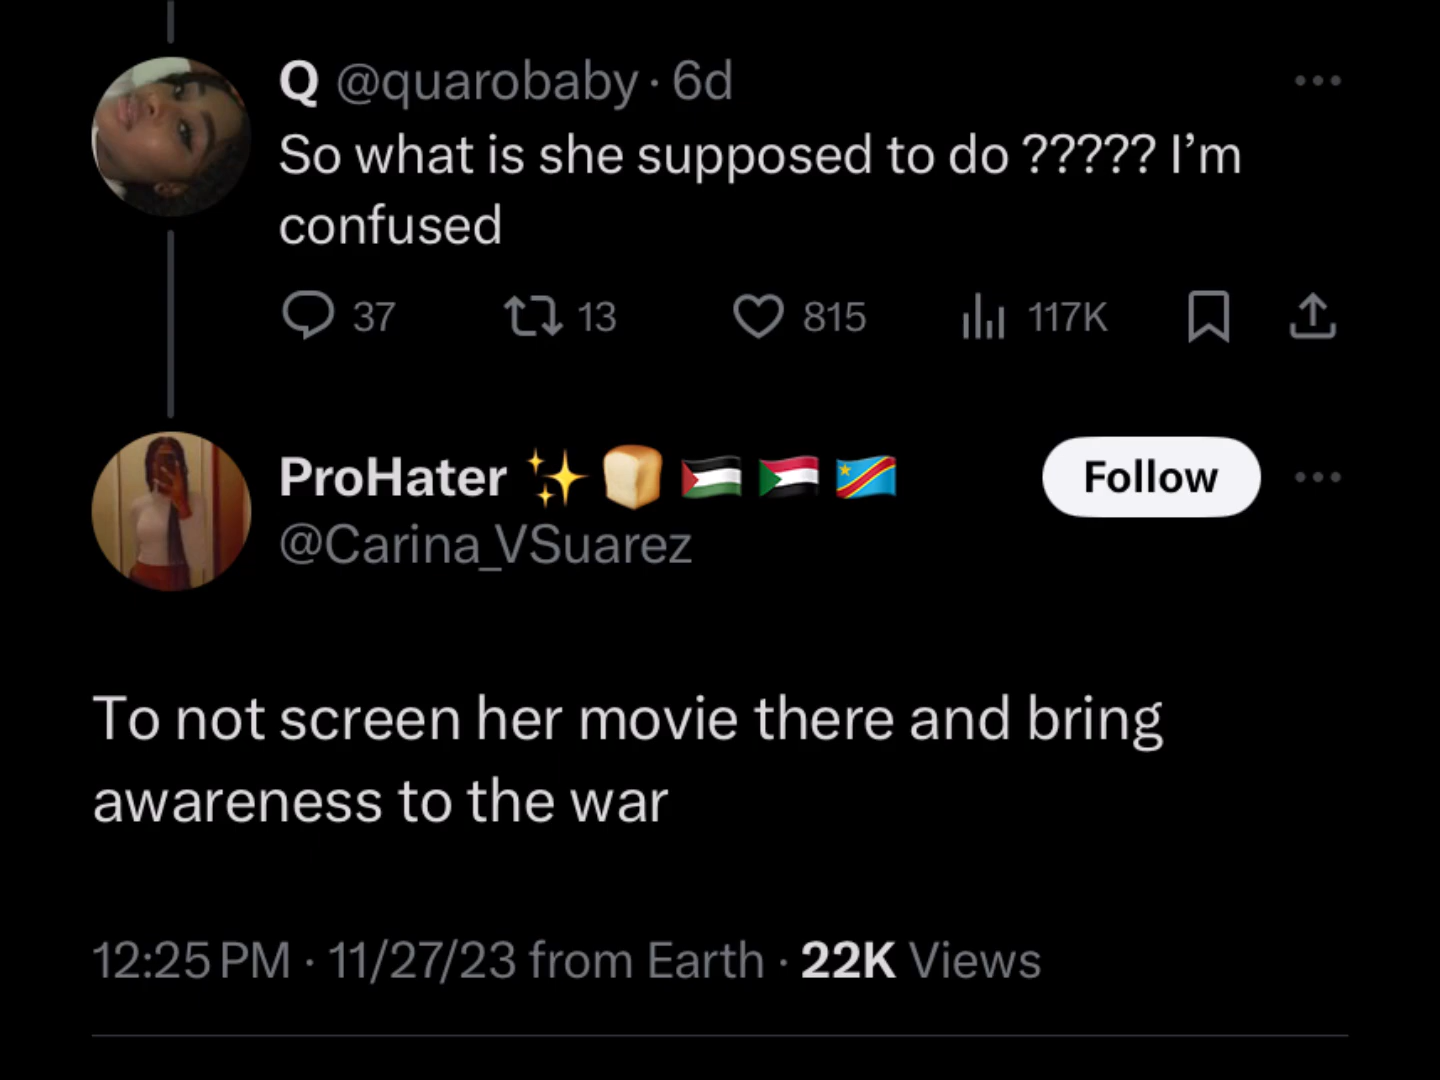 Q @quarobaby · 6d
So what is she supposed to do ????? I’m
confused
37 13 815 117K
ProHater ✨🍞🇵🇸🇸🇩🇨🇩 Follow
@Carina_VSuarez
To not screen her movie there and bring
awareness to the war
12:25 PM · 11/27/23 from Earth · 22K Views